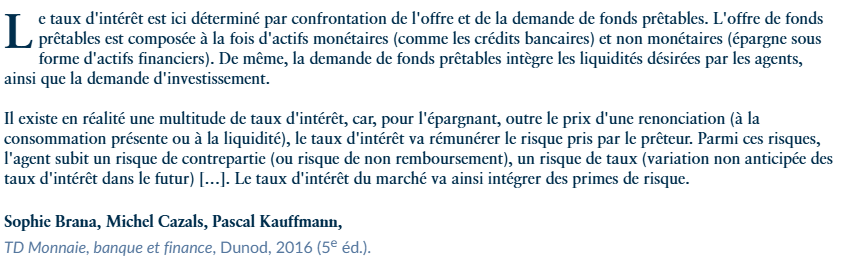 Le taux d'intérêt est ici déterminé par confrontation de l'offre et de la demande de fonds prêtables. L'offre de fonds
prêtables est composée à la fois d'actifs monétaires (comme les crédits bancaires) et non monétaires (épargne sous
forme d'actifs financiers). De même, la demande de fonds prêtables intègre les liquidités désirées par les agents,
ainsi que la demande d'investissement.
Il existe en réalité une multitude de taux d'intérêt, car, pour l'épargnant, outre le prix d'une renonciation (à la
consommation présente ou à la liquidité), le taux d'intérêt va rémunérer le risque pris par le prêteur. Parmi ces risques,
l'agent subit un risque de contrepartie (ou risque de non remboursement), un risque de taux (variation non anticipée des
taux d'intérêt dans le futur) [...]. Le taux d'intérêt du marché va ainsi intégrer des primes de risque.
Sophie Brana, Michel Cazals, Pascal Kauffmann,
TD Monnaie, banque et finance, Dunod, 2016 (5e éd.).